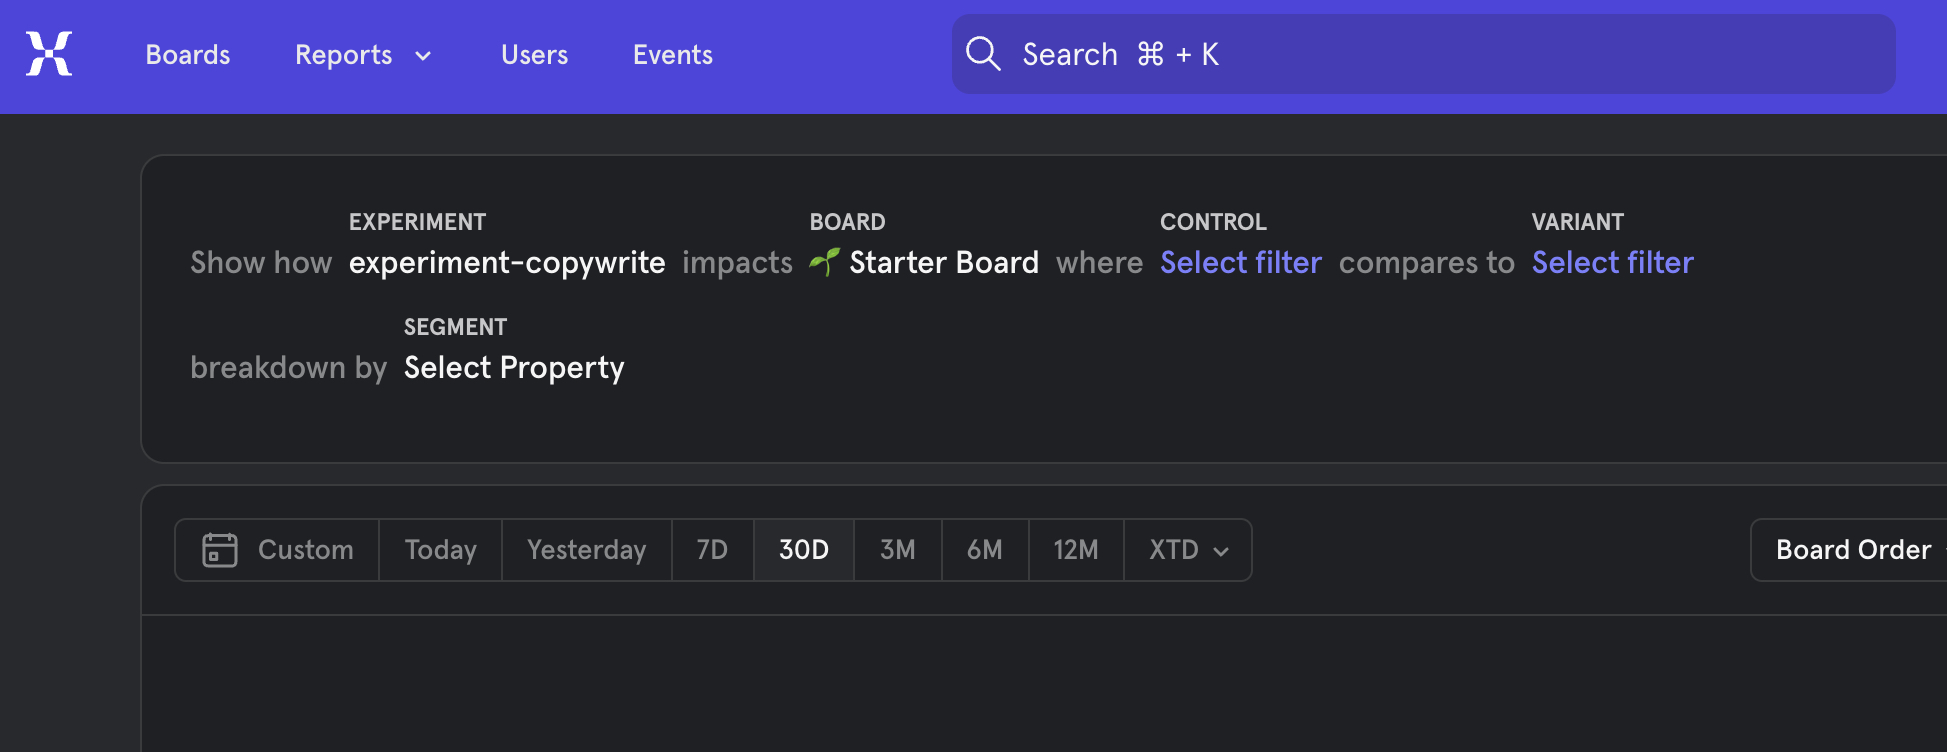 Boards Reports Users Events Search ⌘ + K
EXPERIMENT BOARD CONTROL VARIANT
Show how experiment-copywrite impacts 🌱 Starter Board where Select filter compares to Select filter
SEGMENT
breakdown by Select Property
Custom Today Yesterday 7D 30D 3M 6M 12M XTD Board Order